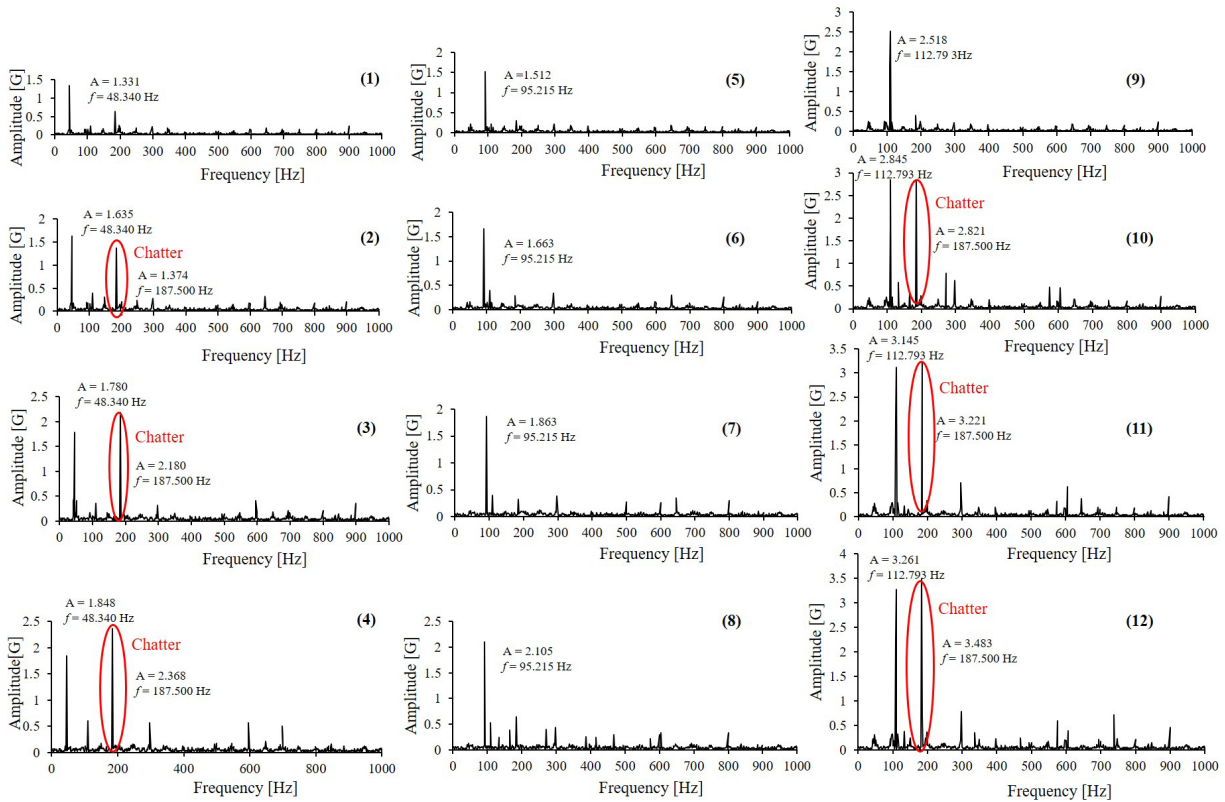 Amplitude [G]
1.5
1
0.5
0
A = 1.331
f = 48.340 Hz
(1)
0 100 200 300 400 500 600 700 800 900 1000
Frequency [Hz]
Amplitude [G]
2
1.5
1
0.5
0
A = 1.635
f = 48.340 Hz
Chatter
(2)
A = 1.374
f = 187.500 Hz
0 100 200 300 400 500 600 700 800 900 1000
Frequency [Hz]
Amplitude [G]
2.5
2
1.5
1
0.5
0
A = 1.780
f = 48.340 Hz
Chatter
(3)
A = 2.180
f = 187.500 Hz
0 100 200 300 400 500 600 700 800 900 1000
Frequency [Hz]
Amplitude[G]
2.5
2
1.5
1
0.5
0
A = 1.848
f = 48.340 Hz
Chatter
(4)
A = 2.368
f = 187.500 Hz
0 200 400 600 800 1000
Frequency [Hz]
Amplitude [G]
2
1.5
1
0.5
0
A =1.512
f = 95.215 Hz
(5)
0 100 200 300 400 500 600 700 800 900 1000
Frequency [Hz]
Amplitude [G]
2
1.5
1
0.5
0
A = 1.663
f = 95.215 Hz
(6)
0 100 200 300 400 500 600 700 800 900 1000
Frequency [Hz]
Amplitude [G]
2
1.5
1
0.5
0
A = 1.863
f = 95.215 Hz
(7)
0 100 200 300 400 500 600 700 800 900 1000
Frequency [Hz]
Amplitude [G]
2.5
2
1.5
1
0.5
0
A = 2.105
f = 95.215 Hz
(8)
0 100 200 300 400 500 600 700 800 900 1000
Frequency [Hz]
Amplitude [G]
3
2.5
2
1.5
1
0.5
0
A = 2.518
f = 112.79 3Hz
(9)
0 100 200 300 400 500 600 700 800 900 1000
Frequency [Hz]
Amplitude [G]
3
2.5
2
1.5
1
0.5
0
A = 2.845
f = 112.793 Hz
Chatter
(10)
A = 2.821
f = 187.500 Hz
0 100 200 300 400 500 600 700 800 900 1000
Frequency [Hz]
Amplitude [G]
3.5
3
2.5
2
1.5
1
0.5
0
A = 3.145
f = 112.793 Hz
Chatter
(11)
A = 3.221
f = 187.500 Hz
0 100 200 300 400 500 600 700 800 900 1000
Frequency [Hz]
Amplitude [G]
4
3.5
3
2.5
2
1.5
1
0.5
0
A = 3.261
f = 112.793 Hz
Chatter
(12)
A = 3.483
f = 187.500 Hz
0 100 200 300 400 500 600 700 800 900 1000
Frequency [Hz]